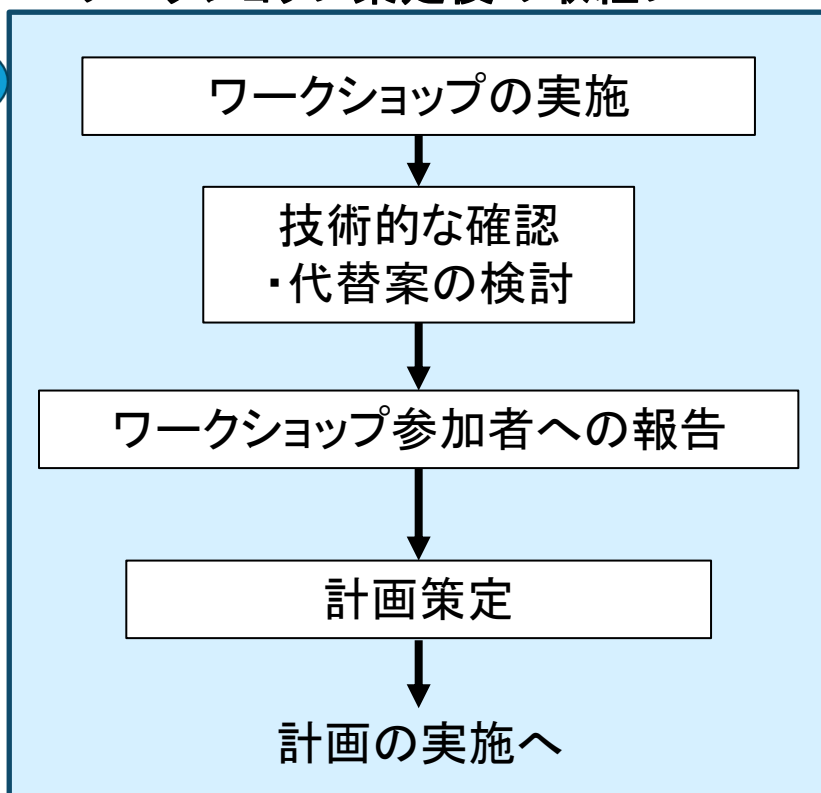 ワークショップの実施
技術的な確認
・代替案の検討
ワークショップ参加者への報告
計画策定
計画の実施へ